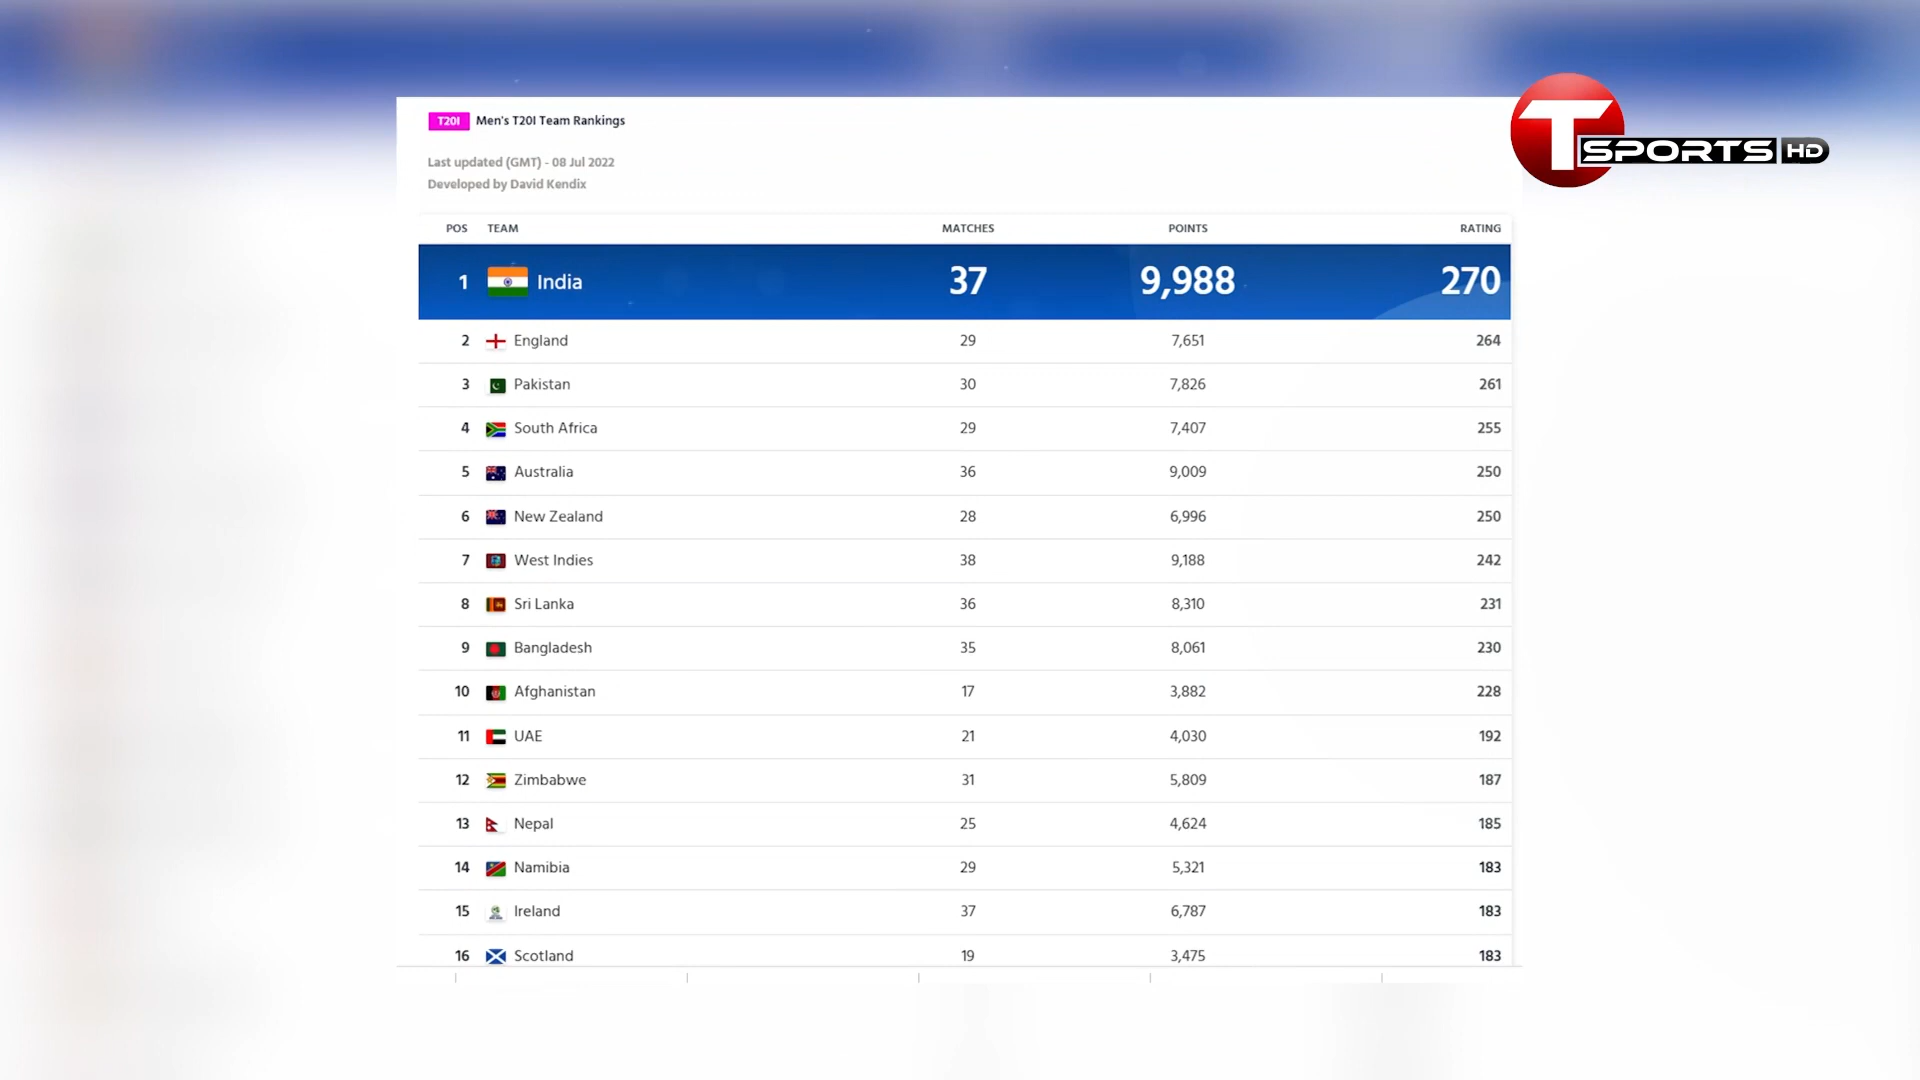 T SPORTS HD
T20I Men's T20I Team Rankings
Last updated (GMT) - 08 Jul 2022
Developed by David Kendix
POS TEAM MATCHES POINTS RATING
1 India 37 9,988 270
2 England 29 7,651 264
3 Pakistan 30 7,826 261
4 South Africa 29 7,407 255
5 Australia 36 9,009 250
6 New Zealand 28 6,996 250
7 West Indies 38 9,188 242
8 Sri Lanka 36 8,310 231
9 Bangladesh 35 8,061 230
10 Afghanistan 17 3,882 228
11 UAE 21 4,030 192
12 Zimbabwe 31 5,809 187
13 Nepal 25 4,624 185
14 Namibia 29 5,321 183
15 Ireland 37 6,787 183
16 Scotland 19 3,475 183